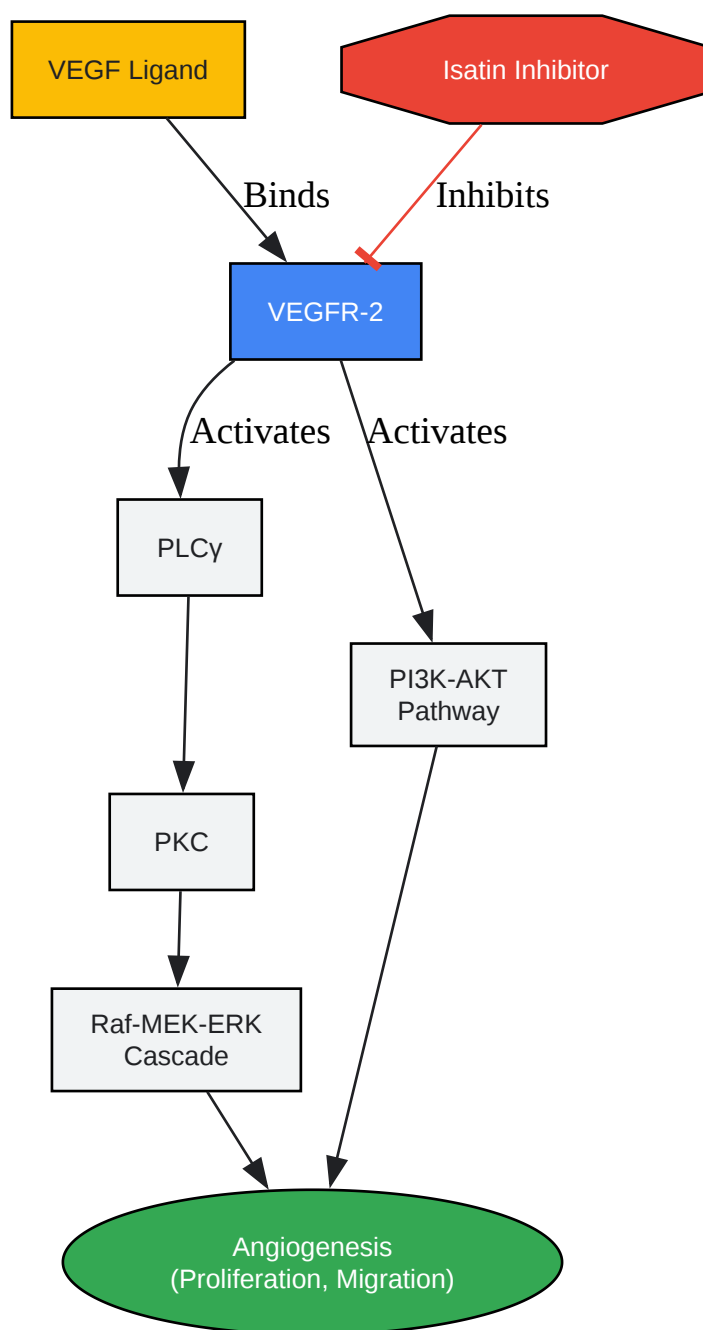 VEGF Ligand
Isatin Inhibitor
Binds
Inhibits
VEGFR-2
Activates
Activates
PLCγ
PI3K-AKT
Pathway
PKC
Raf-MEK-ERK
Cascade
Angiogenesis
(Proliferation, Migration)